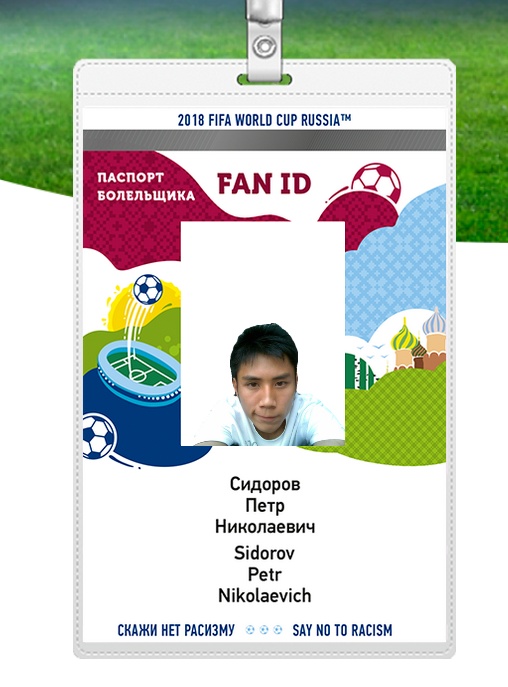 2018 FIFA WORLD CUP RUSSIA™
ПАСПОРТ
БОЛЕЛЬЩИКА
FAN ID
Сидоров
Петр
Николаевич
Sidorov
Petr
Nikolaevich
СКАЖИ НЕТ РАСИЗМУ SAY NO TO RACISM